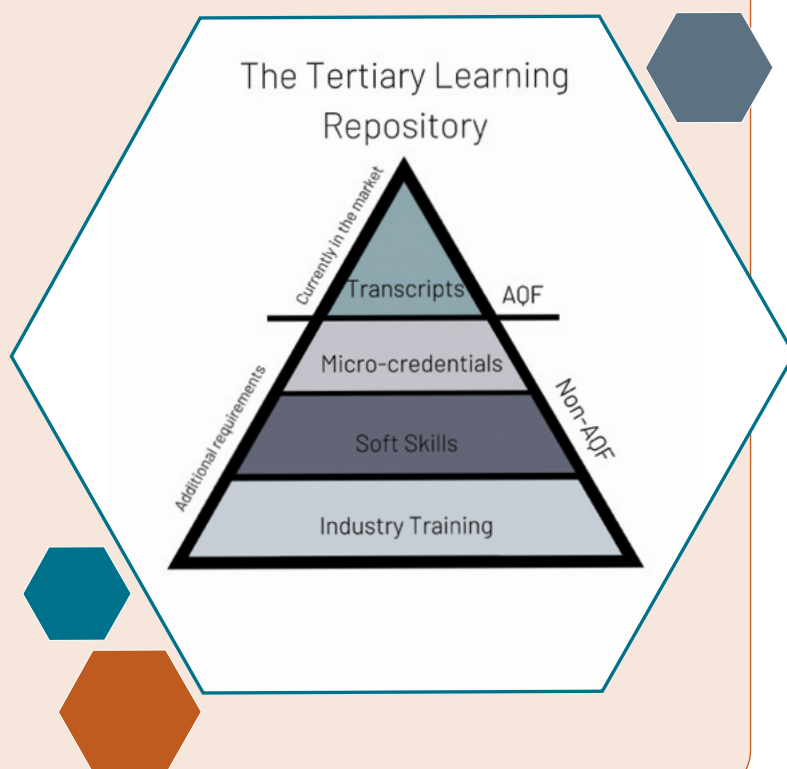 The Tertiary Learning
Repository
Currently in the market
Transcripts
AQF
Micro-credentials
Additional requirements
Non-AQF
Soft Skills
Industry Training